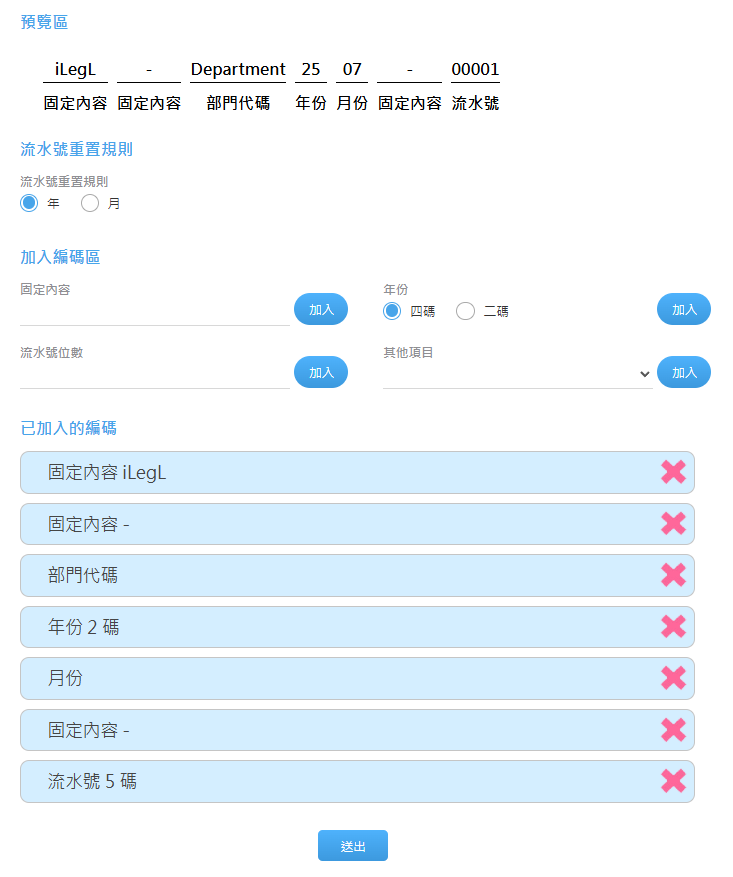 預覽區
iLegL - Department 25 07 - 00001
固定內容 固定內容 部門代碼 年份 月份 固定內容 流水號
流水號重置規則
流水號重置規則
年 月
加入編碼區
固定內容 加入 年份 四碼 二碼 加入
流水號位數 加入 其他項目 加入
已加入的編碼
固定內容 iLegL
固定內容 -
部門代碼
年份 2 碼
月份
固定內容 -
流水號 5 碼
送出